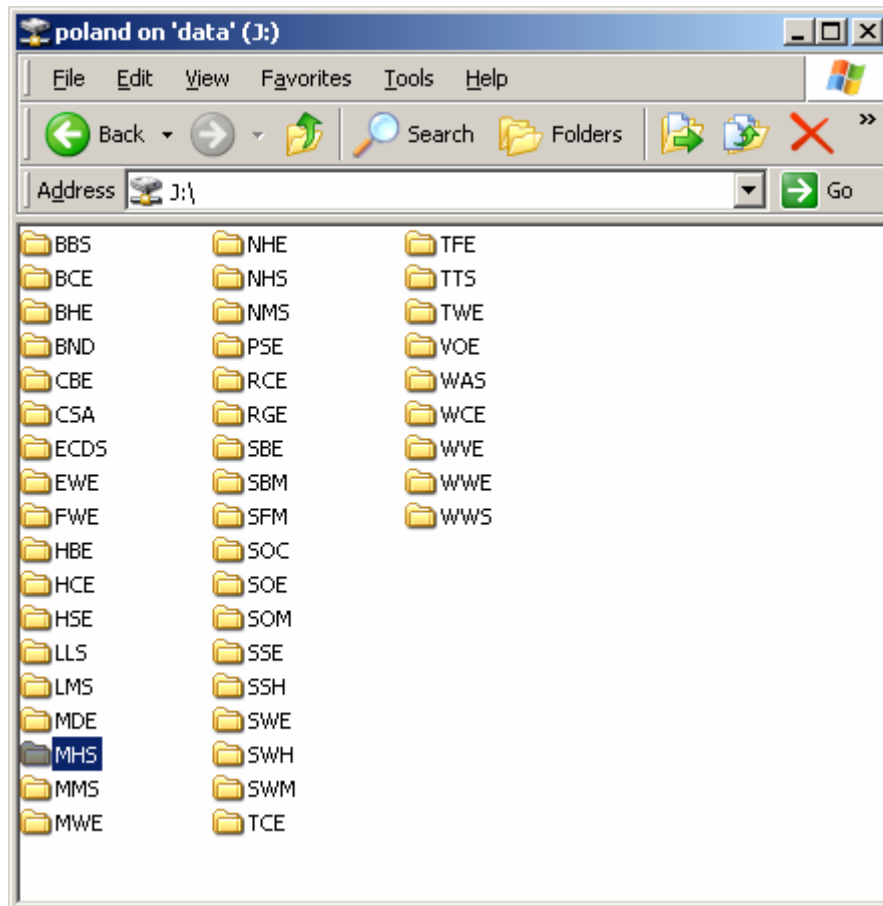 poland on 'data' (J:)
File Edit View Favorites Tools Help
Back Search Folders »
Address J:\ Go
BBS
BCE
BHE
BND
CBE
CSA
ECDS
EWE
FWE
HBE
HCE
HSE
LLS
LMS
MDE
MHS
MMS
MWE
NHE
NHS
NMS
PSE
RCE
RGE
SBE
SBM
SFM
SOC
SOE
SOM
SSE
SSH
SWE
SWH
SWM
TCE
TFE
TTS
TWE
VOE
WAS
WCE
WVE
WWE
WWS